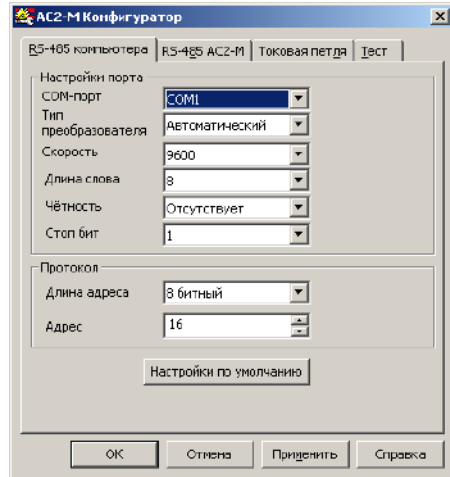 АС2-М Конфигуратор
RS-485 компьютера RS-485 АС2-М Токовая петля Тест
Настройки порта
COM-порт COM1
Тип
преобразователя Автоматический
Скорость 9600
Длина слова 8
Чётность Отсутствует
Стоп бит 1
Протокол
Длина адреса 8 битный
Адрес 16
Настройки по умолчанию
OK Отмена Применить Справка